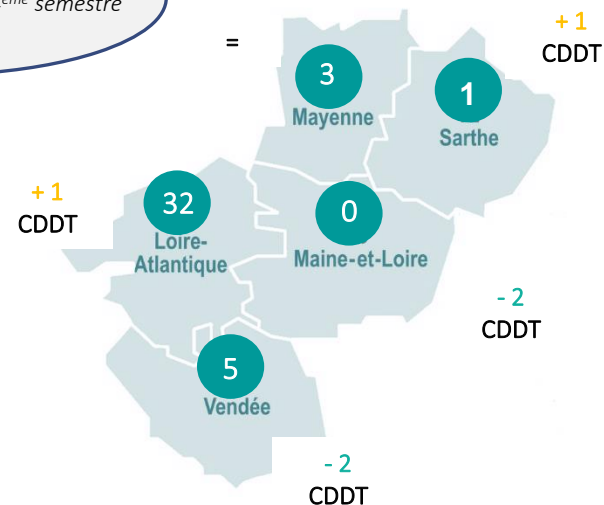 ème semestre
=
+ 1
CDDT
3
Mayenne
1
Sarthe
+ 1
CDDT
32
Loire-
Atlantique
0
Maine-et-Loire
- 2
CDDT
5
Vendée
- 2
CDDT